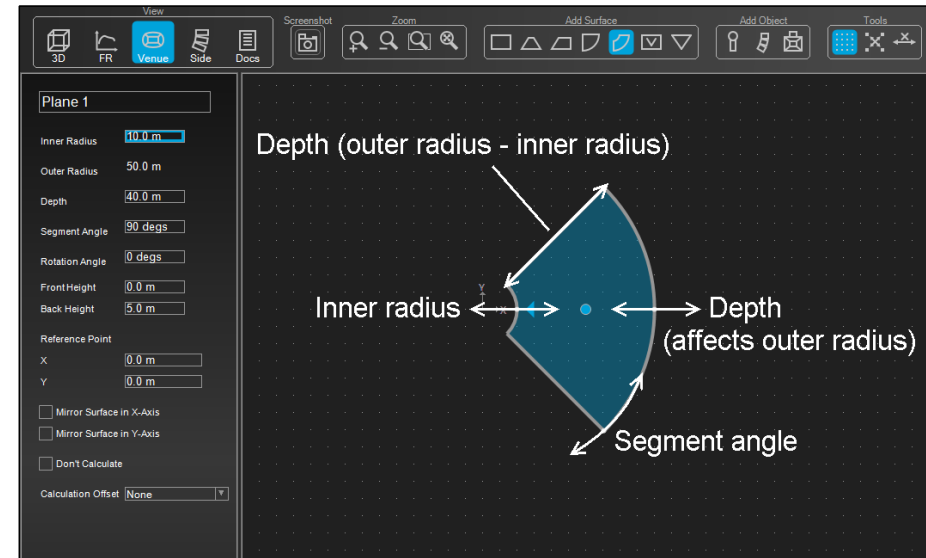 View
Screenshot
Zoom
Add Surface
Add Object
Tools
3D
FR
Venue
Side
Docs
Plane 1
Inner Radius 10.0 m
Outer Radius 50.0 m
Depth 40.0 m
Segment Angle 90 degs
Rotation Angle 0 degs
Front Height 0.0 m
Back Height 5.0 m
Reference Point
X 0.0 m
Y 0.0 m
Mirror Surface in X-Axis
Mirror Surface in Y-Axis
Don't Calculate
Calculation Offset None
Depth (outer radius - inner radius)
Y
X
Inner radius
Depth
(affects outer radius)
Segment angle